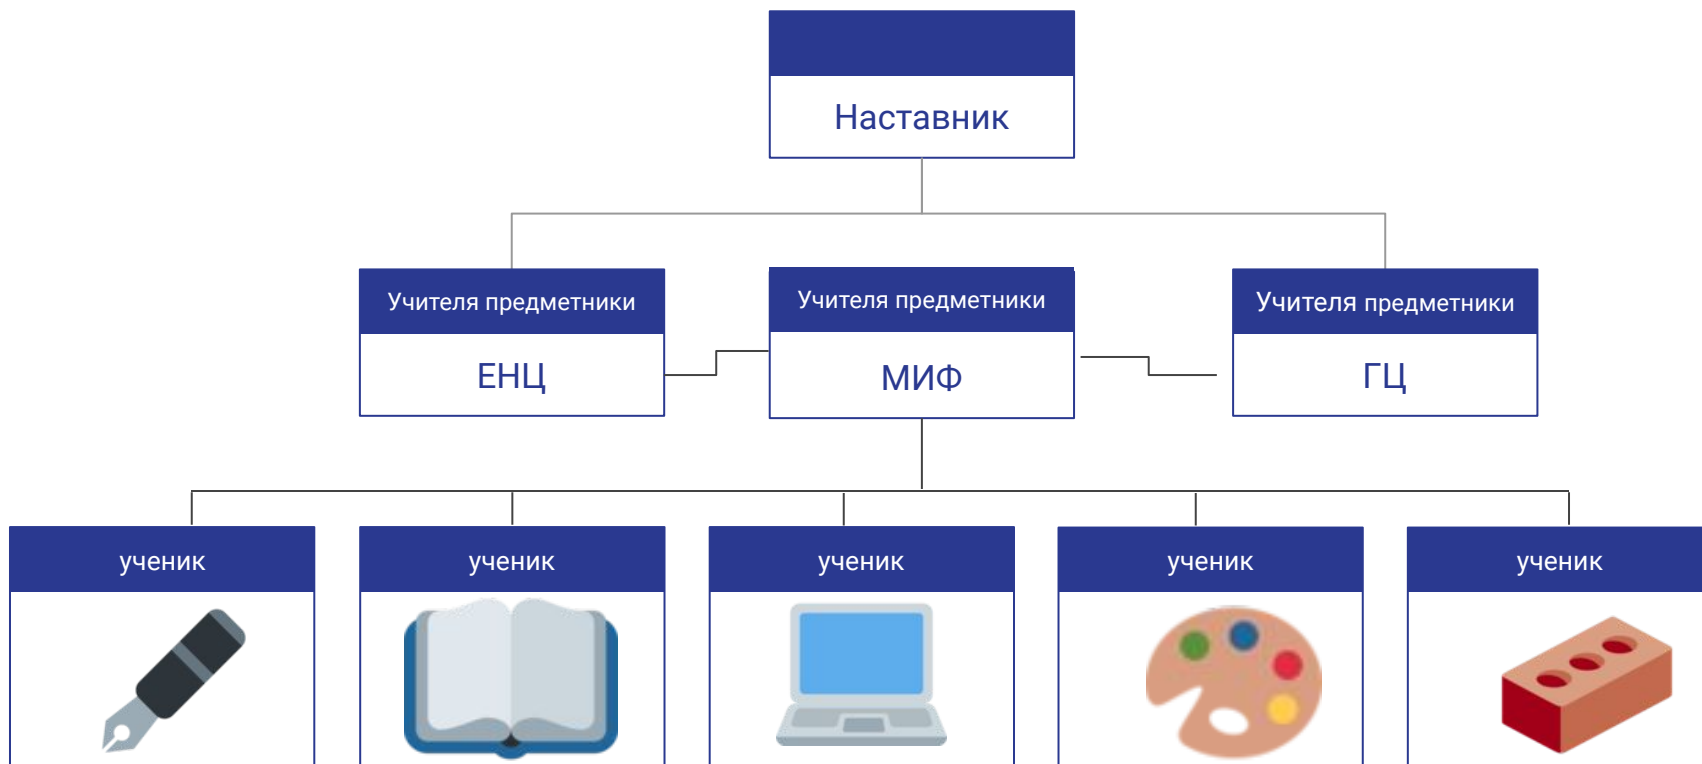 Наставник
Учителя предметники
Учителя предметники
Учителя предметники
ЕНЦ
МИФ
ГЦ
ученик
ученик
ученик
ученик
ученик